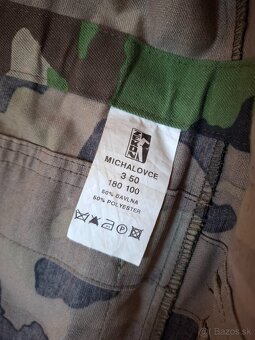 MICHALOVCE
3 50
180 100
50% BAVLNA
50% POLYESTER
bazos.sk